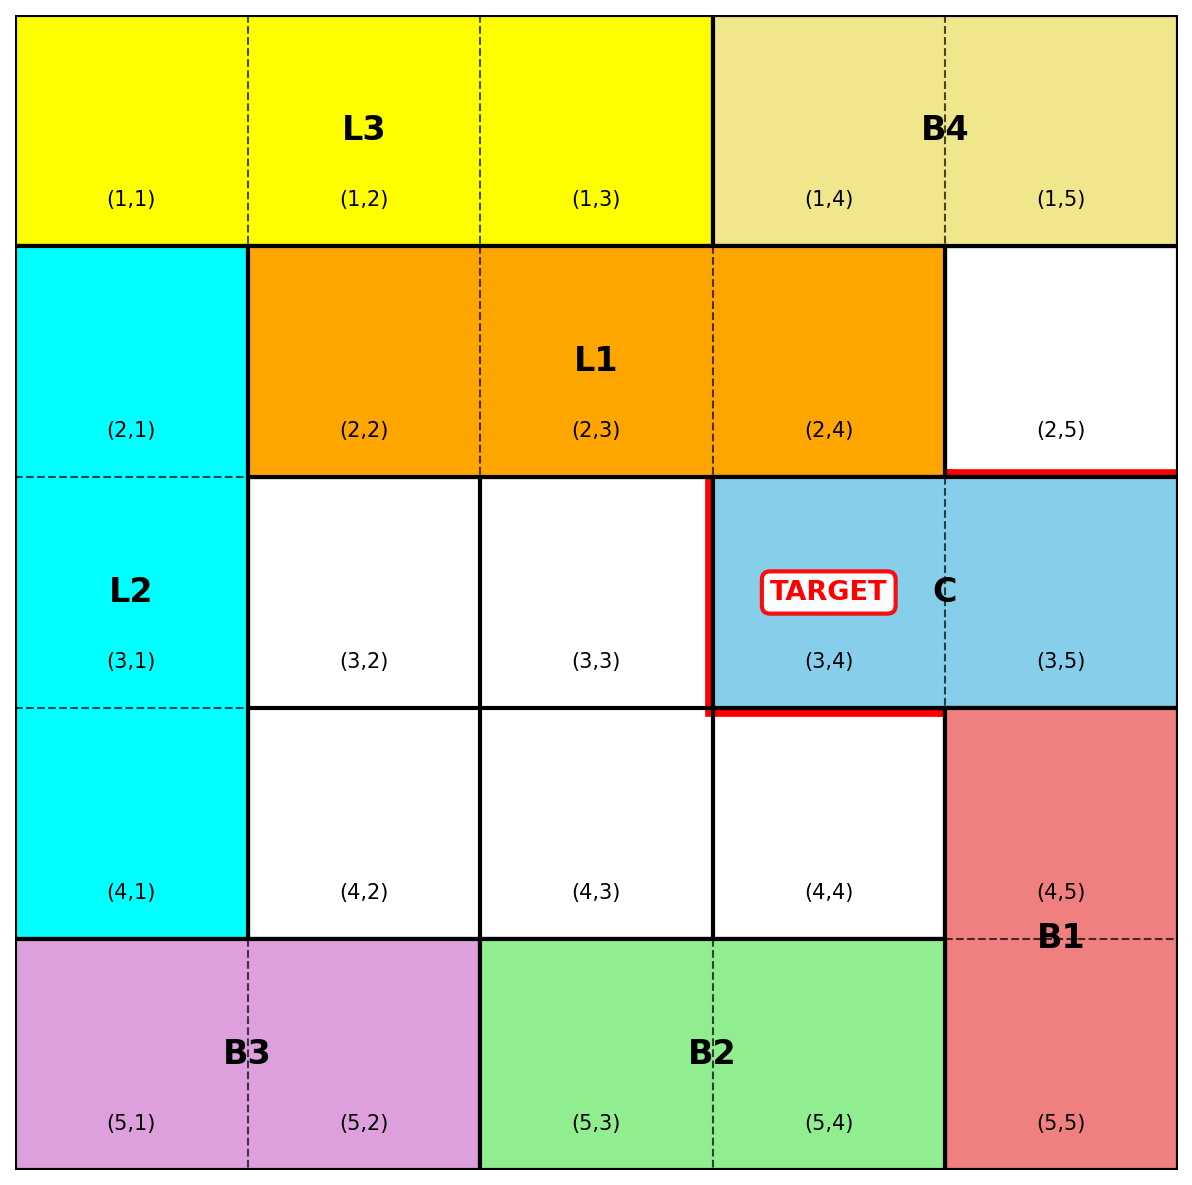 L3 B4
(1,1) (1,2) (1,3) (1,4) (1,5)
L1
(2,1) (2,2) (2,3) (2,4) (2,5)
L2 TARGET C
(3,1) (3,2) (3,3) (3,4) (3,5)
(4,1) (4,2) (4,3) (4,4) (4,5)
B1
B3 B2
(5,1) (5,2) (5,3) (5,4) (5,5)